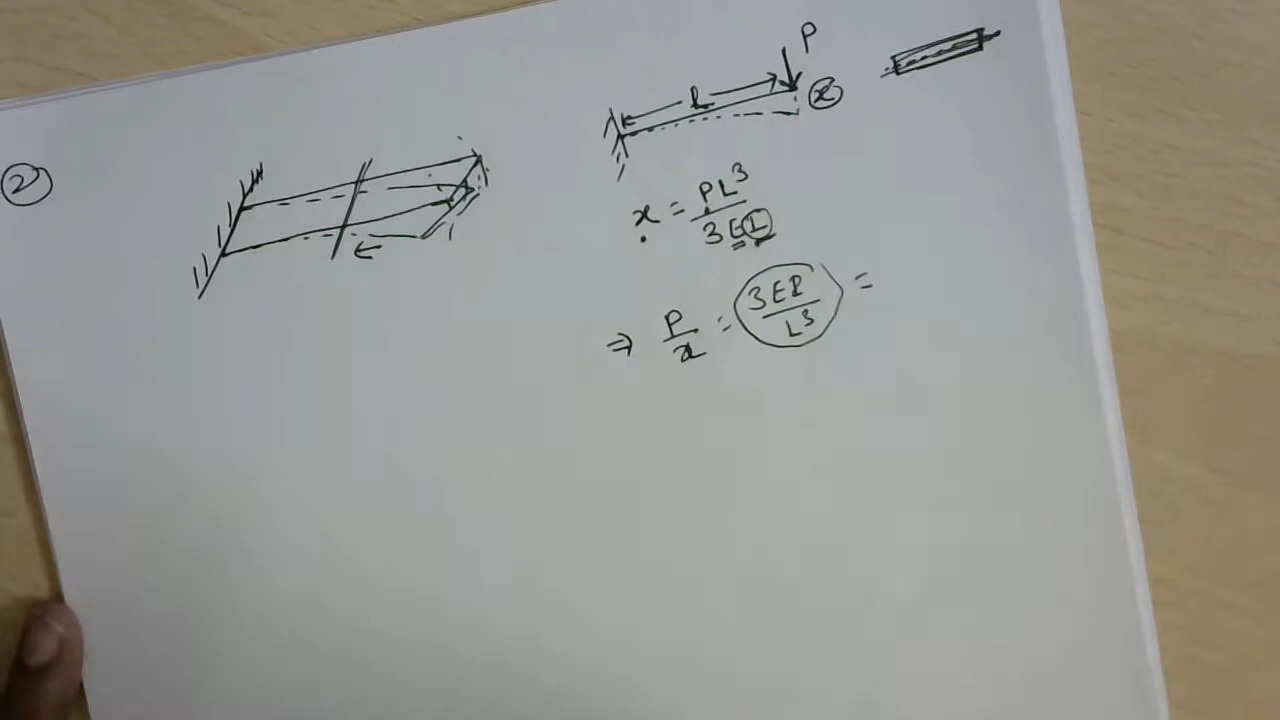 2
P
L
x
x = PL³/3EI
⇒ P/x = 3EI/L³ =